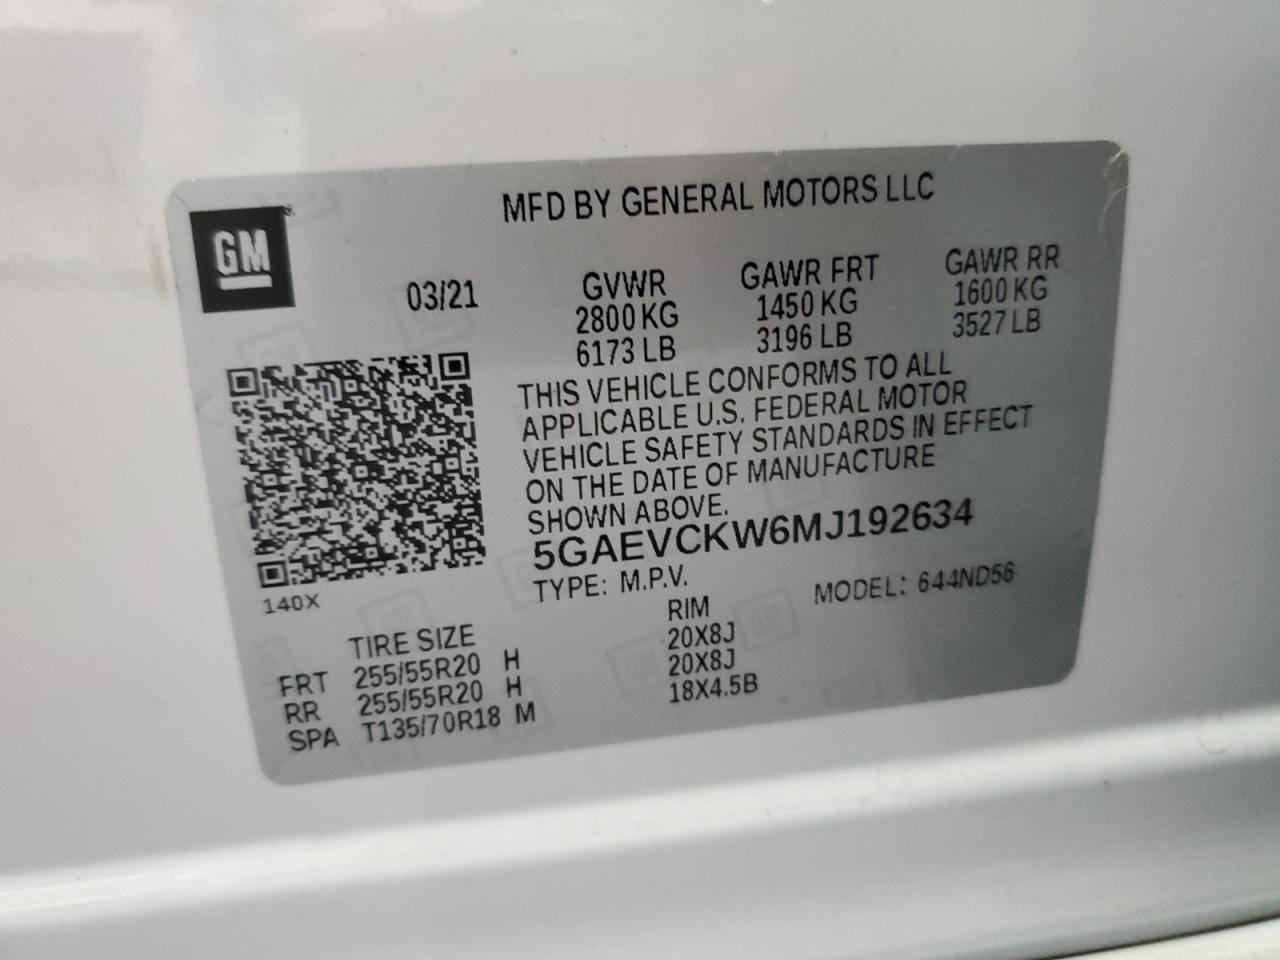 MFD BY GENERAL MOTORS LLC
GM
03/21
GVWR GAWR FRT GAWR RR
2800 KG 1450 KG 1600 KG
6173 LB 3196 LB 3527 LB
THIS VEHICLE CONFORMS TO ALL
APPLICABLE U.S. FEDERAL MOTOR
VEHICLE SAFETY STANDARDS IN EFFECT
ON THE DATE OF MANUFACTURE
SHOWN ABOVE.
5GAEVCKW6MJ192634
TYPE: M.P.V. MODEL: 644ND56
140X
TIRE SIZE RIM
FRT 255/55R20 H 20X8J
RR 255/55R20 H 20X8J
SPA T135/70R18 M 18X4.5B